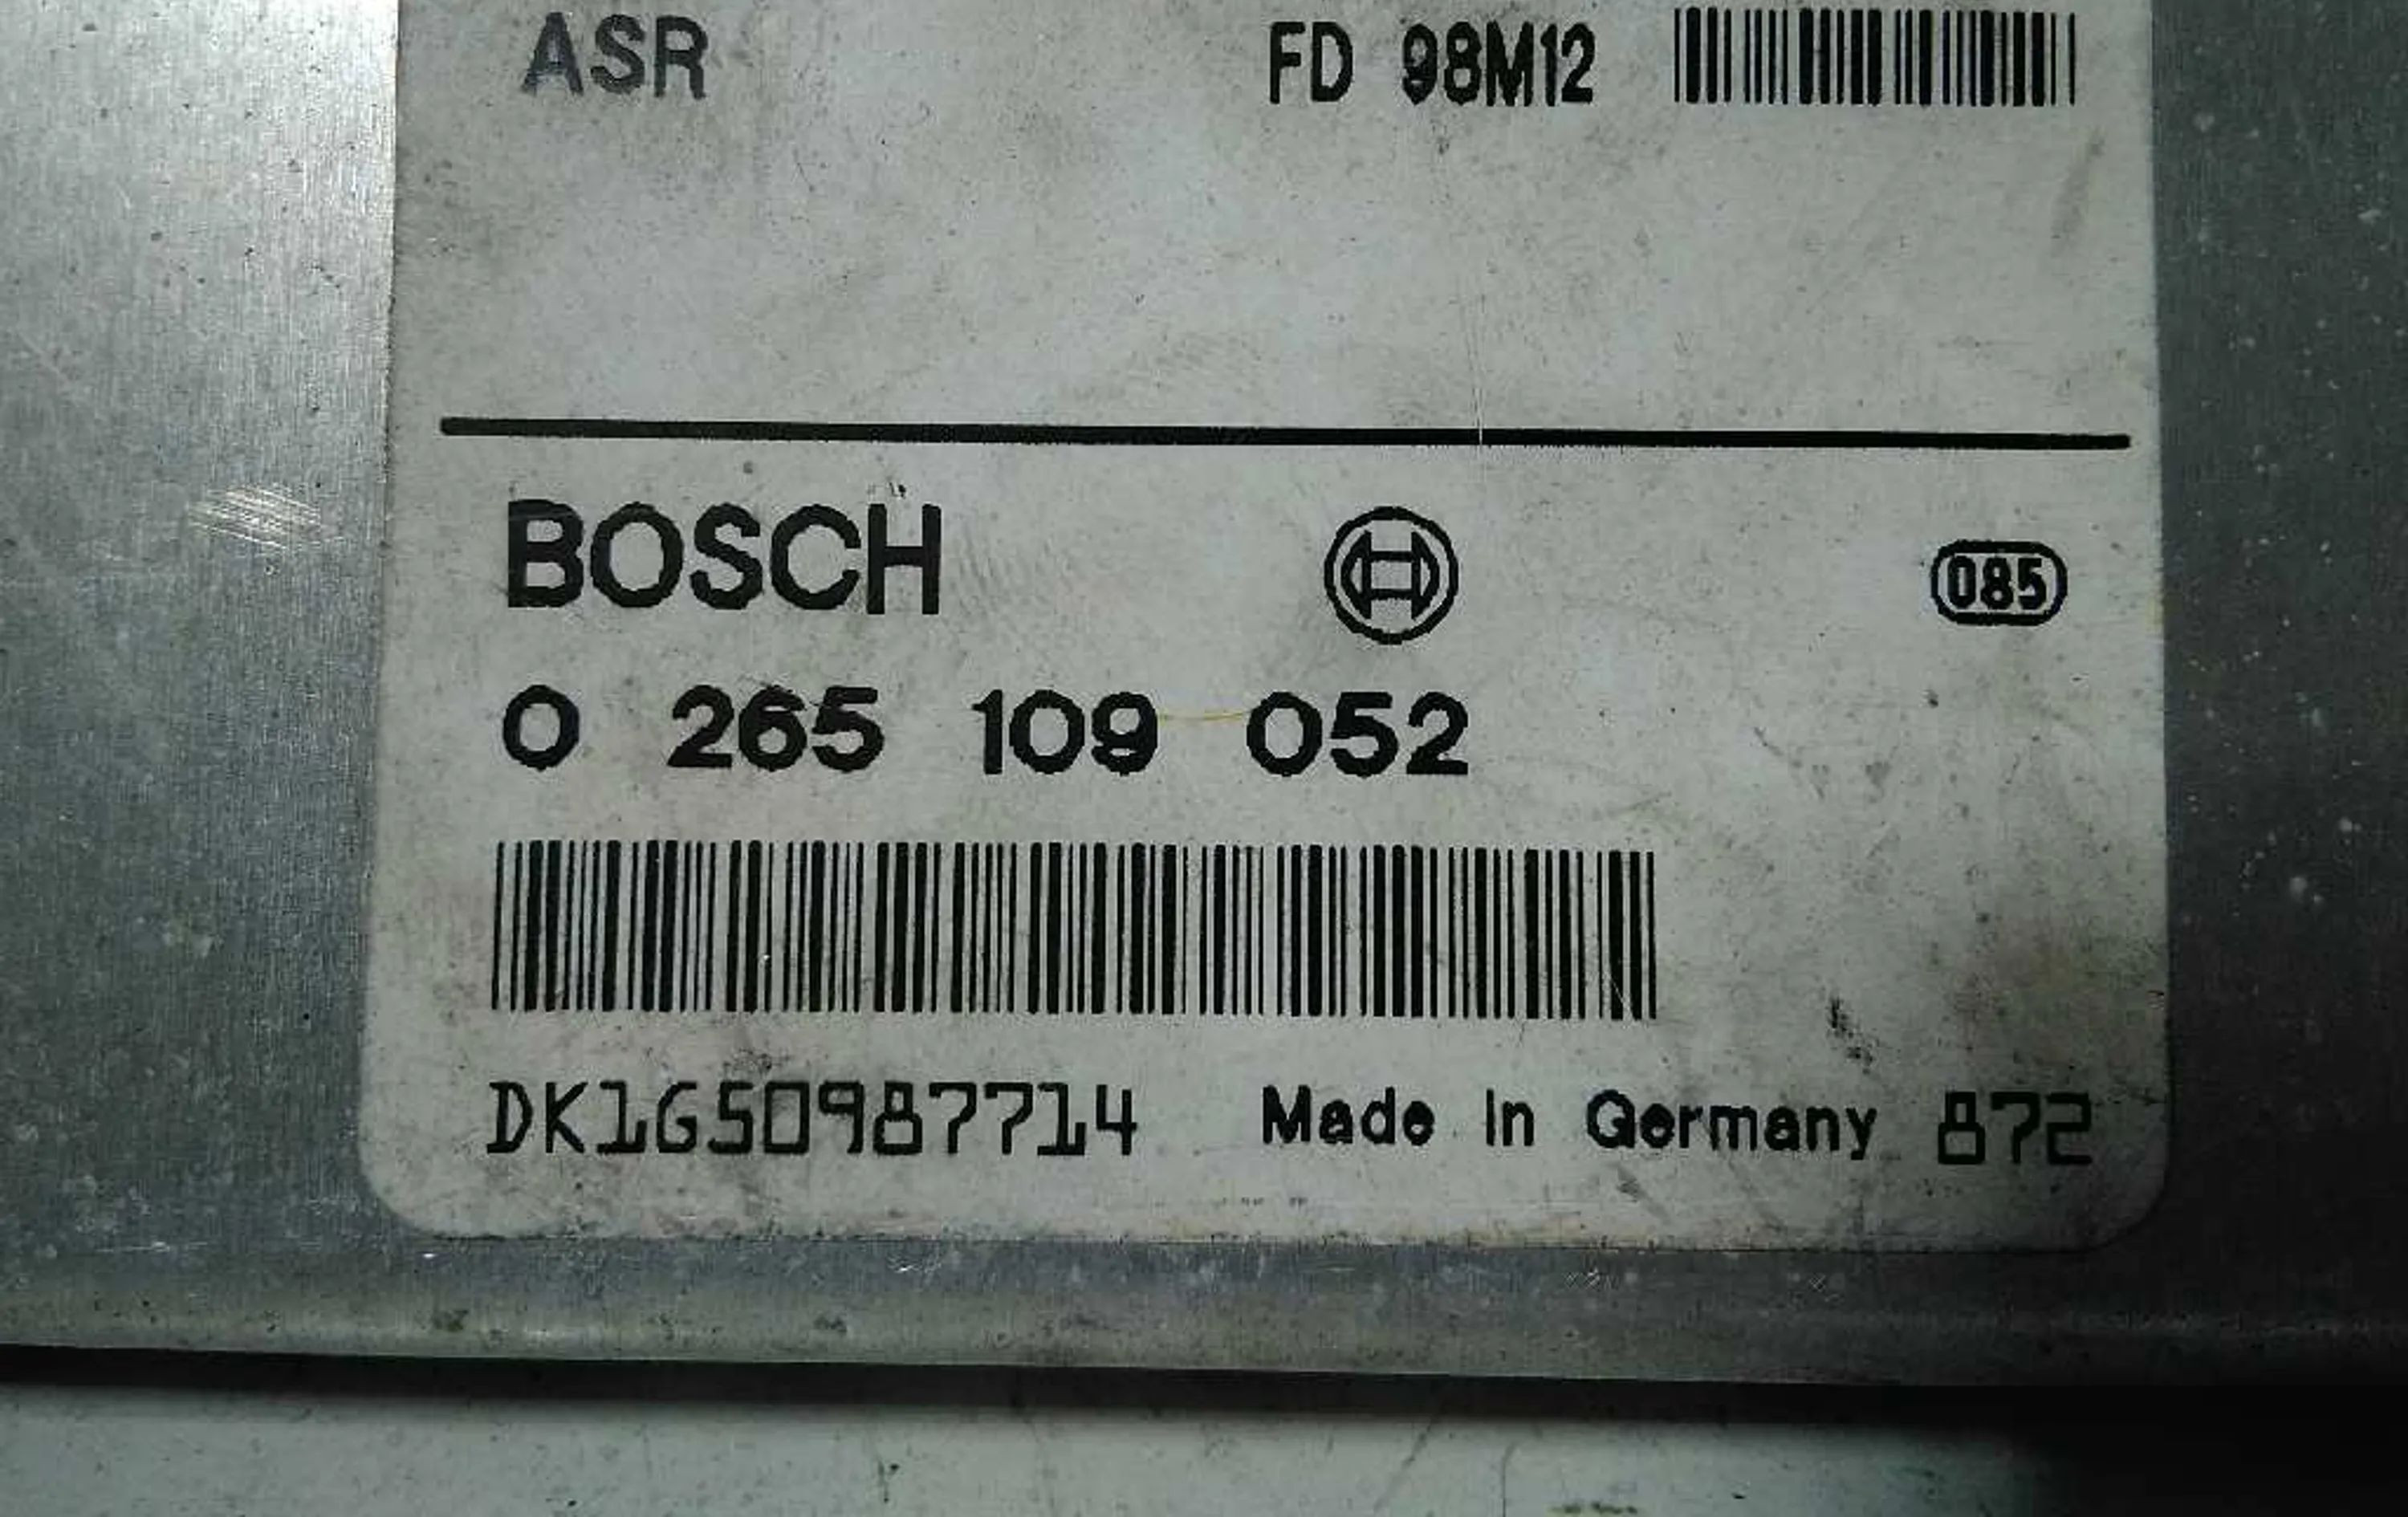 ASR FD 98M12
BOSCH 085
0 265 109 052
DK1G50987714 Made in Germany 872